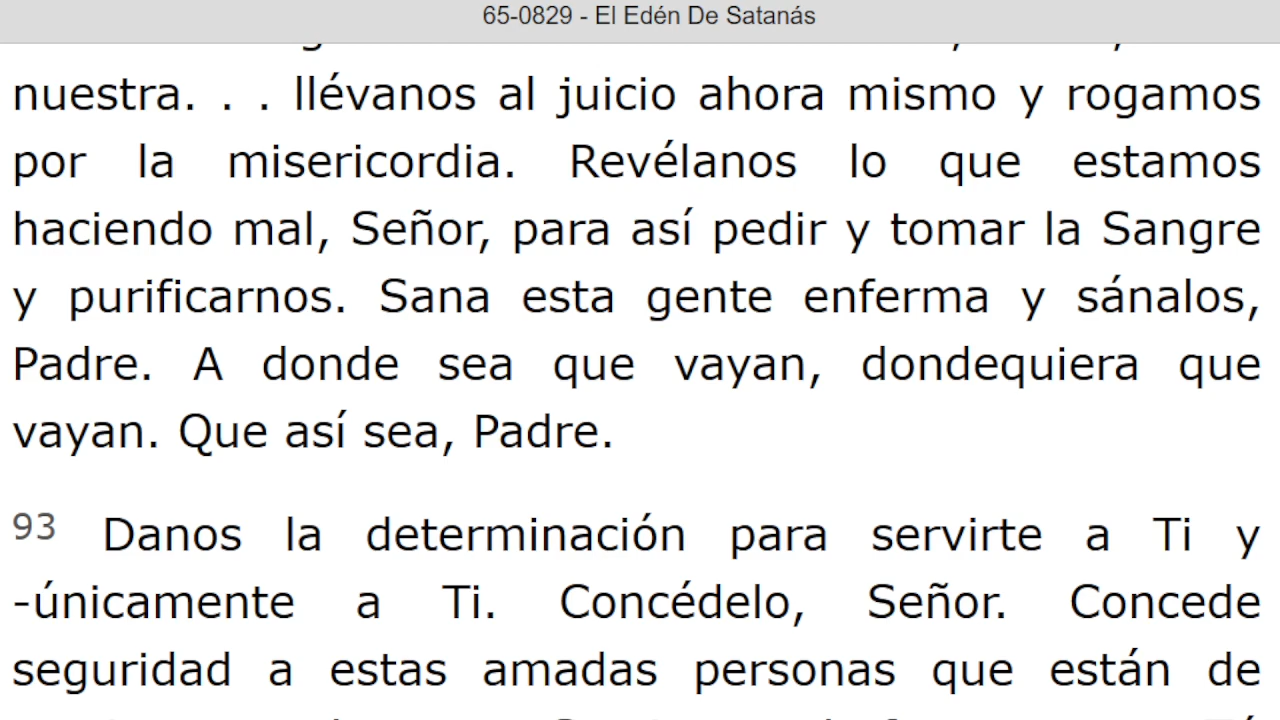 65-0829 - El Edén De Satanás
nuestra. . . llévanos al juicio ahora mismo y rogamos
por la misericordia. Revélanos lo que estamos
haciendo mal, Señor, para así pedir y tomar la Sangre
y purificarnos. Sana esta gente enferma y sánalos,
Padre. A donde sea que vayan, dondequiera que
vayan. Que así sea, Padre.
93 Danos la determinación para servirte a Ti y
-únicamente a Ti. Concédelo, Señor. Concede
seguridad a estas amadas personas que están de